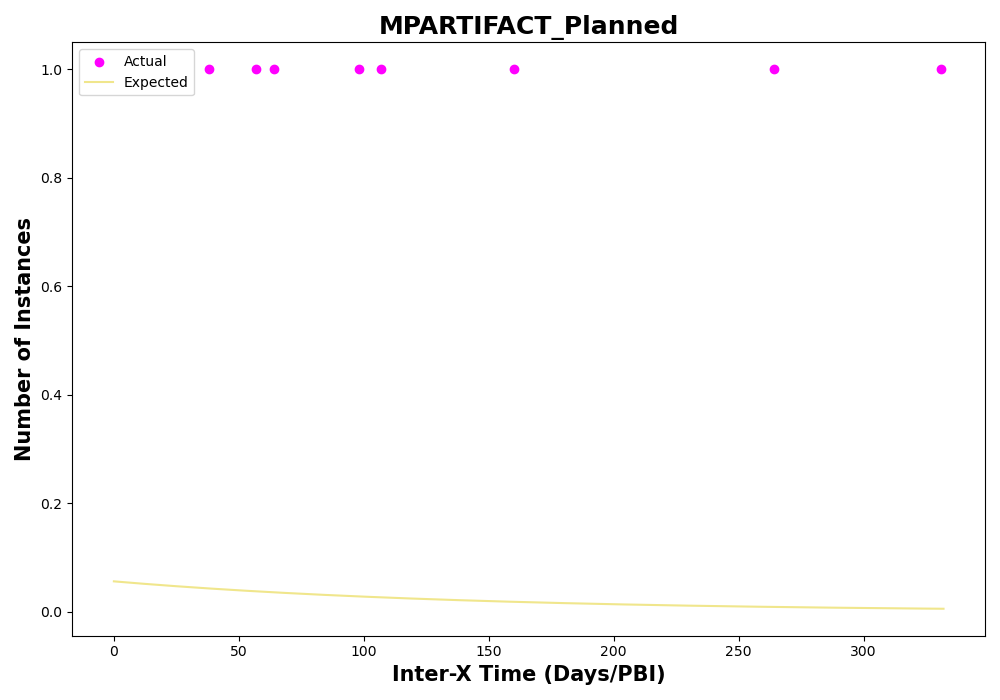 MPARTIFACT_Planned
Actual
Expected
1.0
0.8
0.6
0.4
0.2
0.0
Number of Instances
0
50
100
150
200
250
300
Inter-X Time (Days/PBI)